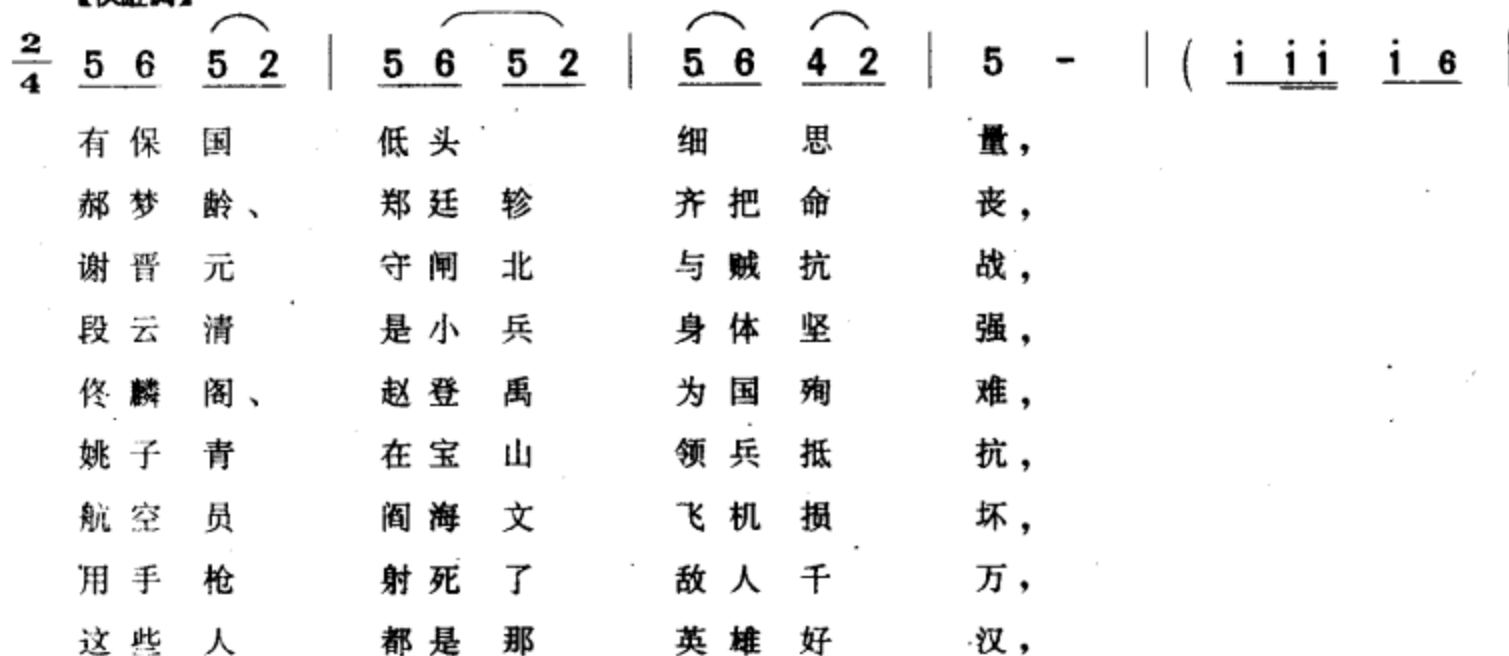 2/4 5 6 5 2 | 5 6 5 2 | 5. 6 4 2 | 5 - | ( i i i i 6 |
有保国 低头 细思量，
郝梦龄、郑廷轸 齐把命丧，
谢晋元 守闸北 与贼抗战，
段云清 是小兵 身体坚强，
佟麟阁、赵登禹 为国殉难，
姚子青 在宝山 领兵抵抗，
航空员 阎海文 飞机损坏，
用手枪 射死了 敌人千万，
这些人 都是那 英雄好汉，